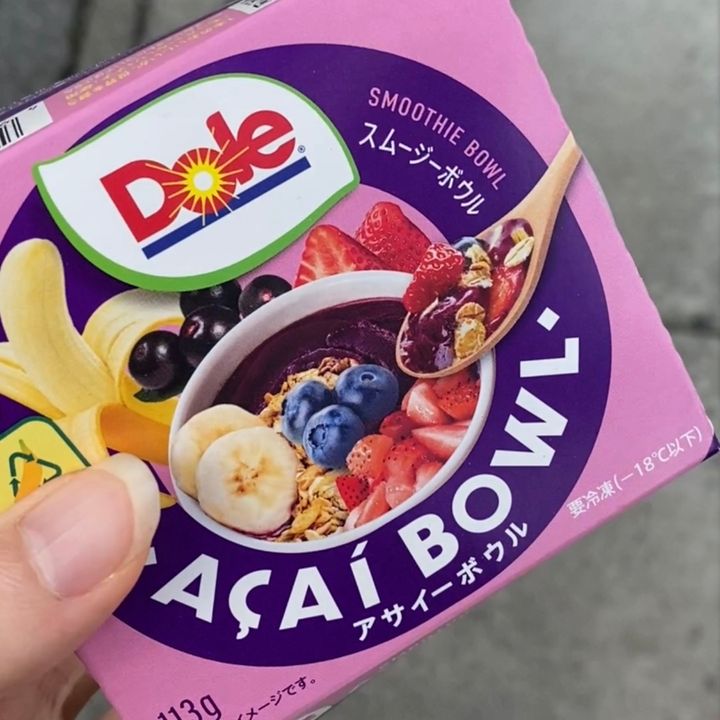 Dole
SMOOTHIE BOWL
スムージーボウル
AÇAÍ BOWL.
アサイーボウル
要冷凍(−18℃以下)
113g
イメージです。